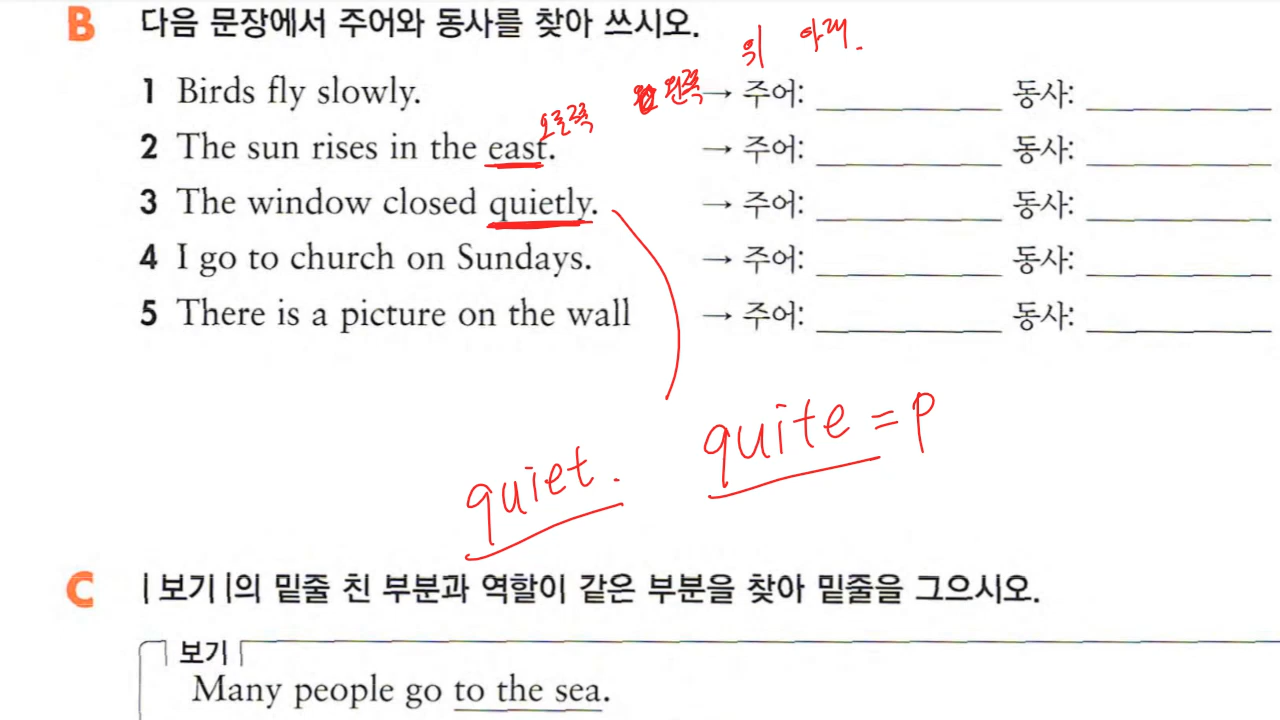 B 다음 문장에서 주어와 동사를 찾아 쓰시오.
위 아래.
1 Birds fly slowly. 왼쪽 → 주어: 동사:
오른쪽
2 The sun rises in the east. → 주어: 동사:
3 The window closed quietly. → 주어: 동사:
4 I go to church on Sundays. → 주어: 동사:
5 There is a picture on the wall → 주어: 동사:
quiet. quite = p
C |보기|의 밑줄 친 부분과 역할이 같은 부분을 찾아 밑줄을 그으시오.
보기
Many people go to the sea.